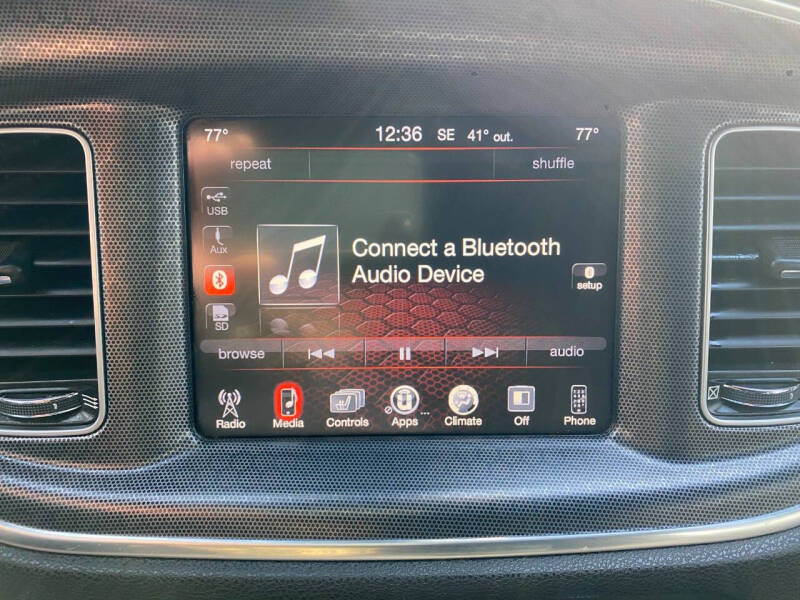 77° 12:36 SE 41° out. 77°
repeat shuffle
USB
Aux
Connect a Bluetooth
Audio Device
setup
SD
browse audio
Radio Media Controls Apps ... Climate Off Phone